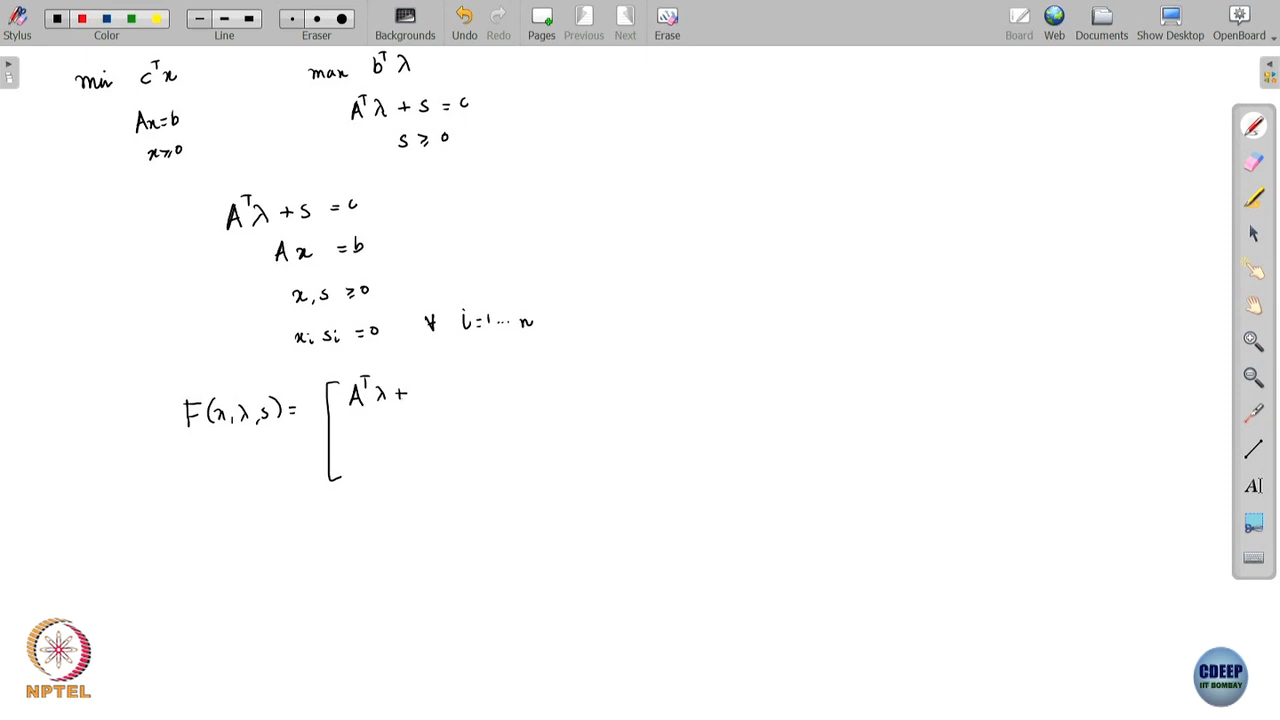 Stylus Color Line Eraser Backgrounds Undo Redo Pages Previous Next Erase Board Web Documents Show Desktop OpenBoard
min cᵀx
Ax=b
x≥0
max bᵀλ
Aᵀλ + s = c
s ≥ 0
Aᵀλ + s = c
Ax = b
x, s ≥ 0
xᵢ sᵢ = 0 ∀ i=1... n
F(x, λ, s) = [ Aᵀλ +
AI
NPTEL
CDEEP
IIT BOMBAY